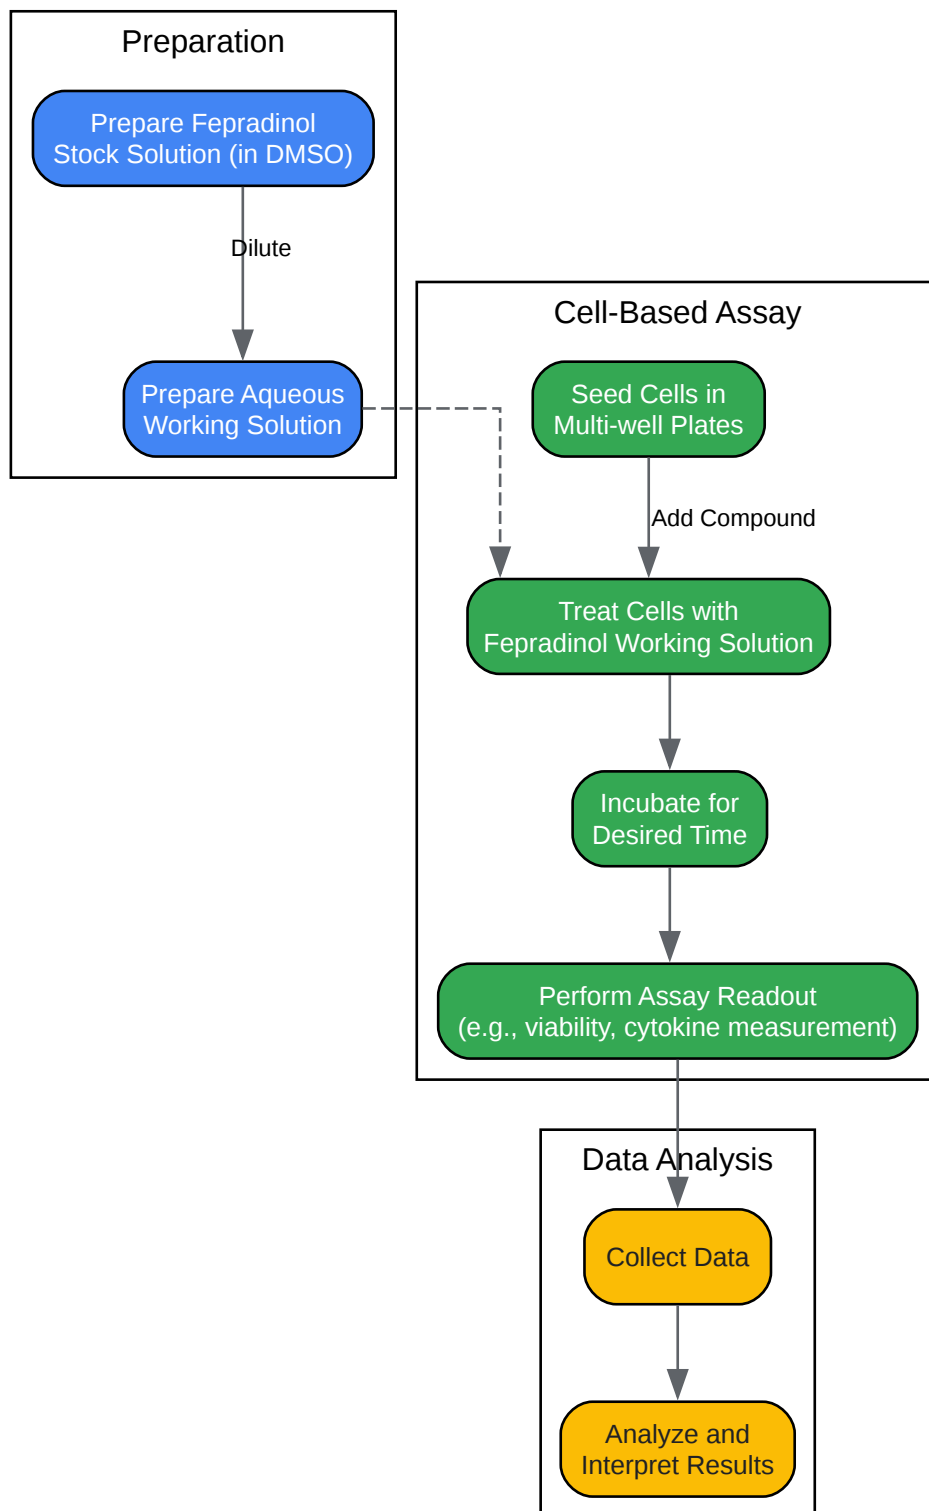 Preparation
Prepare Fepradinol
Stock Solution (in DMSO)
Dilute
Prepare Aqueous
Working Solution
Cell-Based Assay
Seed Cells in
Multi-well Plates
Add Compound
Treat Cells with
Fepradinol Working Solution
Incubate for
Desired Time
Perform Assay Readout
(e.g., viability, cytokine measurement)
Data Analysis
Collect Data
Analyze and
Interpret Results